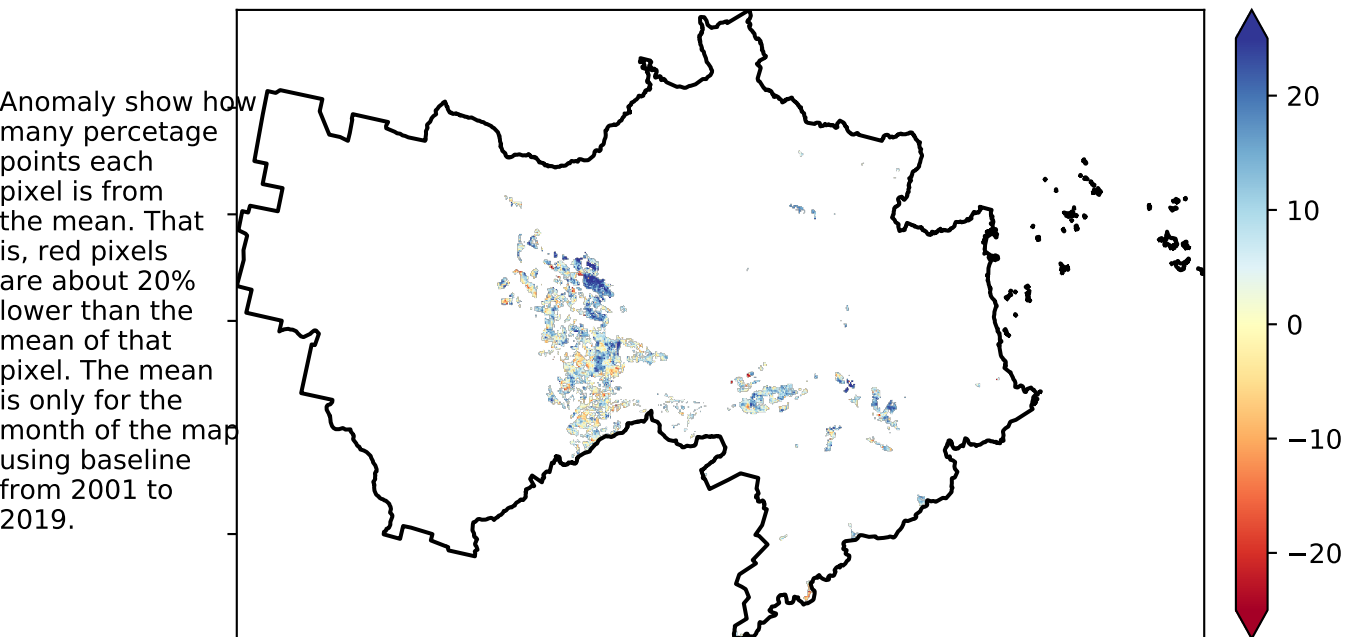 Anomaly show how
many percetage
points each
pixel is from
the mean. That
is, red pixels
are about 20%
lower than the
mean of that
pixel. The mean
is only for the
month of the map
using baseline
from 2001 to
2019.
20
10
0
−10
−20